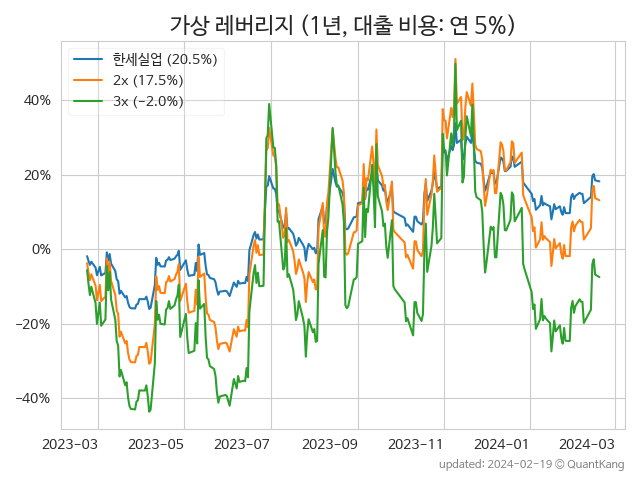 가상 레버리지 (1년, 대출 비용: 연 5%)
한세실업 (20.5%)
2x (17.5%)
3x (−2.0%)
40%
20%
0%
−20%
−40%
2023−03 2023−05 2023−07 2023−09 2023−11 2024−01 2024−03
updated: 2024−02−19 © QuantKang